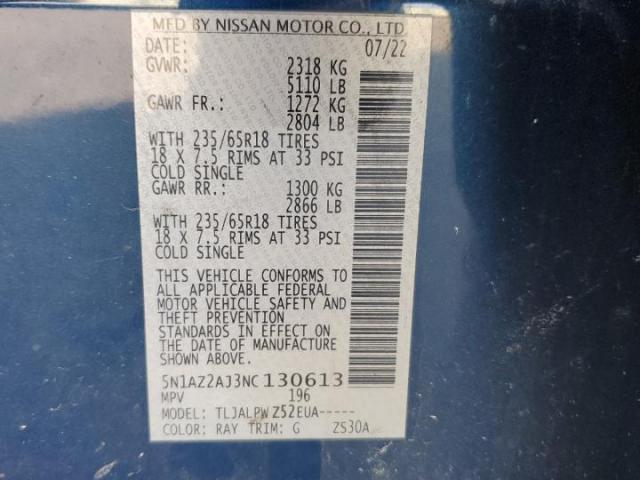 MFD BY NISSAN MOTOR CO., LTD
DATE: 07/22
GVWR: 2318 KG
5110 LB
GAWR FR.: 1272 KG
2804 LB
WITH 235/65R18 TIRES
18 X 7.5 RIMS AT 33 PSI
COLD SINGLE
GAWR RR.: 1300 KG
2866 LB
WITH 235/65R18 TIRES
18 X 7.5 RIMS AT 33 PSI
COLD SINGLE
THIS VEHICLE CONFORMS TO
ALL APPLICABLE FEDERAL
MOTOR VEHICLE SAFETY AND
THEFT PREVENTION
STANDARDS IN EFFECT ON
THE DATE OF MANUFACTURE
SHOWN ABOVE.
5N1AZ2AJ3NC130613
MPV 196
MODEL: TLJALPW Z52EUA-----
COLOR: RAY TRIM: G ZS30A